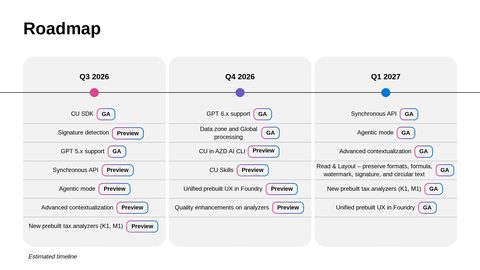 Roadmap
Q3 2026
CU SDK GA
Signature detection Preview
GPT 5.x support GA
Synchronous API Preview
Agentic mode Preview
Advanced contextualization Preview
New prebuilt tax analyzers (K1, M1) Preview
Q4 2026
GPT 6.x support GA
Data zone and Global
processing GA
CU in AZD AI CLI Preview
CU Skills Preview
Unified prebuilt UX in Foundry Preview
Quality enhancements on analyzers Preview
Q1 2027
Synchronous API GA
Agentic mode GA
Advanced contextualization GA
Read & Layout – preserve formats, formula,
watermark, signature, and circular text GA
New prebuilt tax analyzers (K1, M1) GA
Unified prebuilt UX in Foundry GA
Estimated timeline